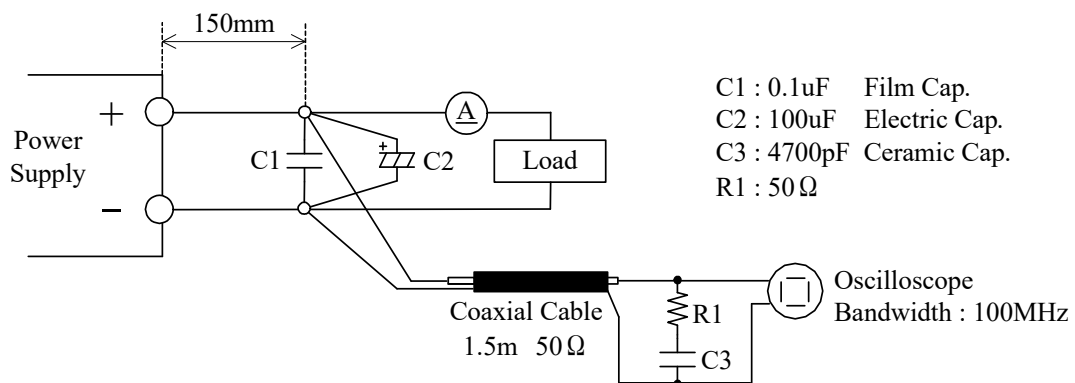 150mm
+
Power
Supply
−
C1
+
C2
A
Load
C1 : 0.1uF Film Cap.
C2 : 100uF Electric Cap.
C3 : 4700pF Ceramic Cap.
R1 : 50Ω
Coaxial Cable
1.5m 50Ω
R1
C3
Oscilloscope
Bandwidth : 100MHz